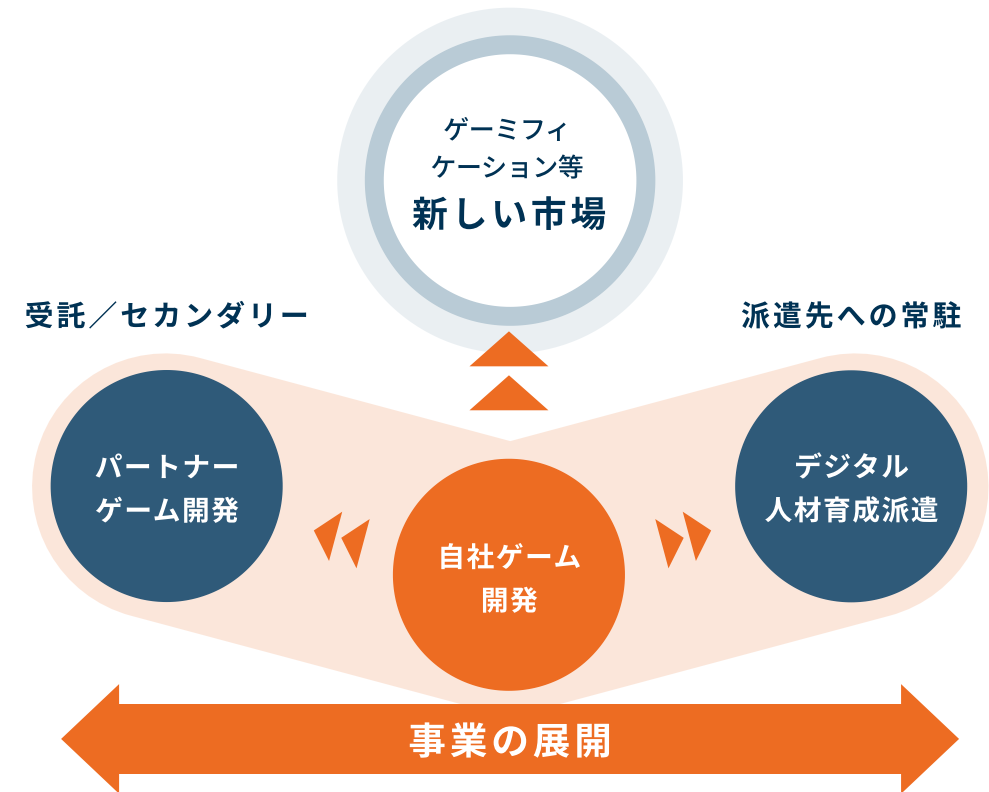 ゲーミフィ
ケーション等
新しい市場
受託／セカンダリー
派遣先への常駐
パートナー
ゲーム開発
デジタル
人材育成派遣
自社ゲーム
開発
事業の展開